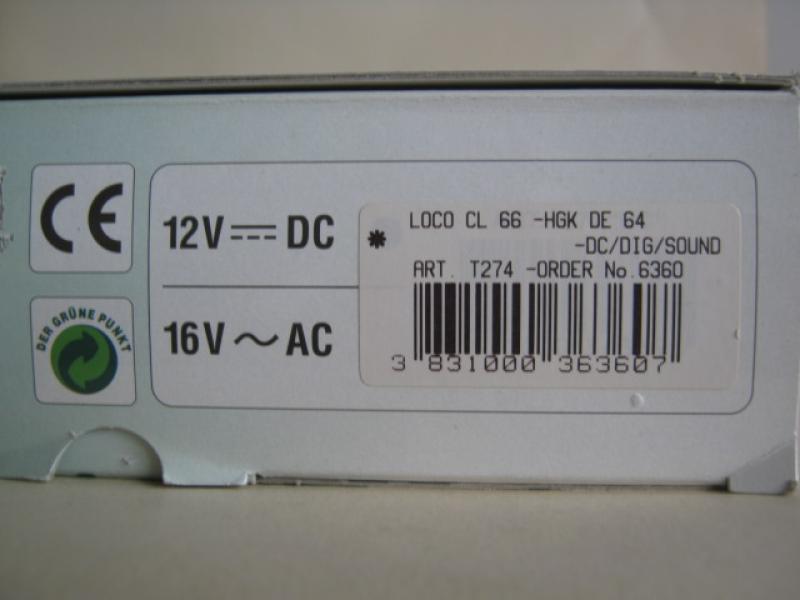 CE
DER GRÜNE PUNKT
12V ⎓ DC
16V ~ AC
* LOCO CL 66 -HGK DE 64
-DC/DIG/SOUND
ART. T274 -ORDER No.6360
3 831000 363607